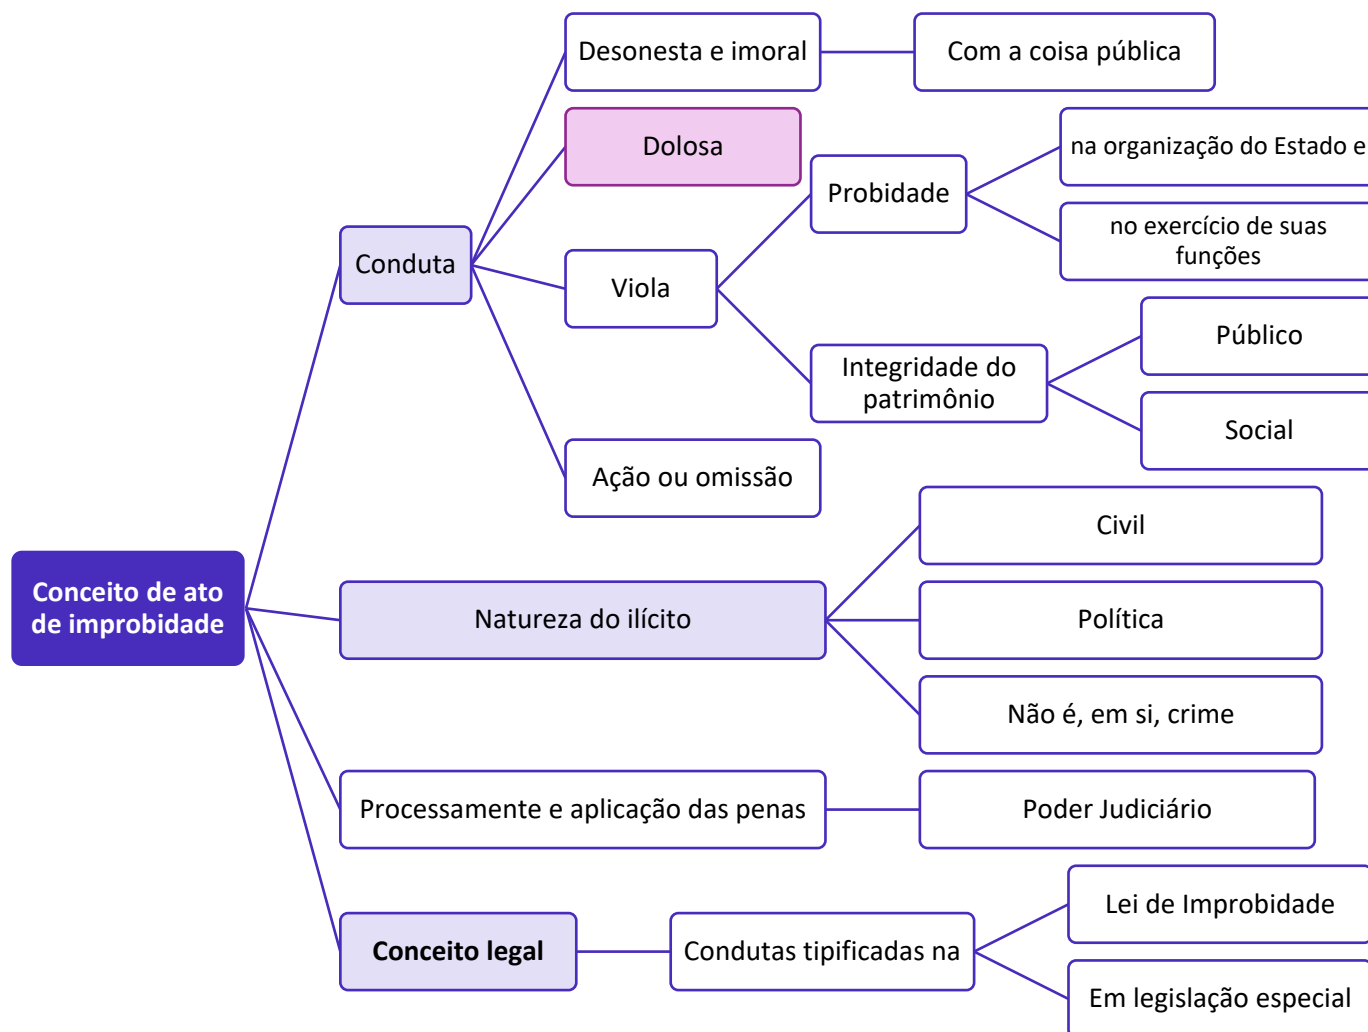 Desonesta e imoral
Com a coisa pública
Dolosa
na organização do Estado e
Probidade
no exercício de suas
funções
Conduta
Viola
Público
Integridade do
patrimônio
Social
Ação ou omissão
Civil
Conceito de ato
de improbidade
Natureza do ilícito
Política
Não é, em si, crime
Processamente e aplicação das penas
Poder Judiciário
Lei de Improbidade
Conceito legal
Condutas tipificadas na
Em legislação especial